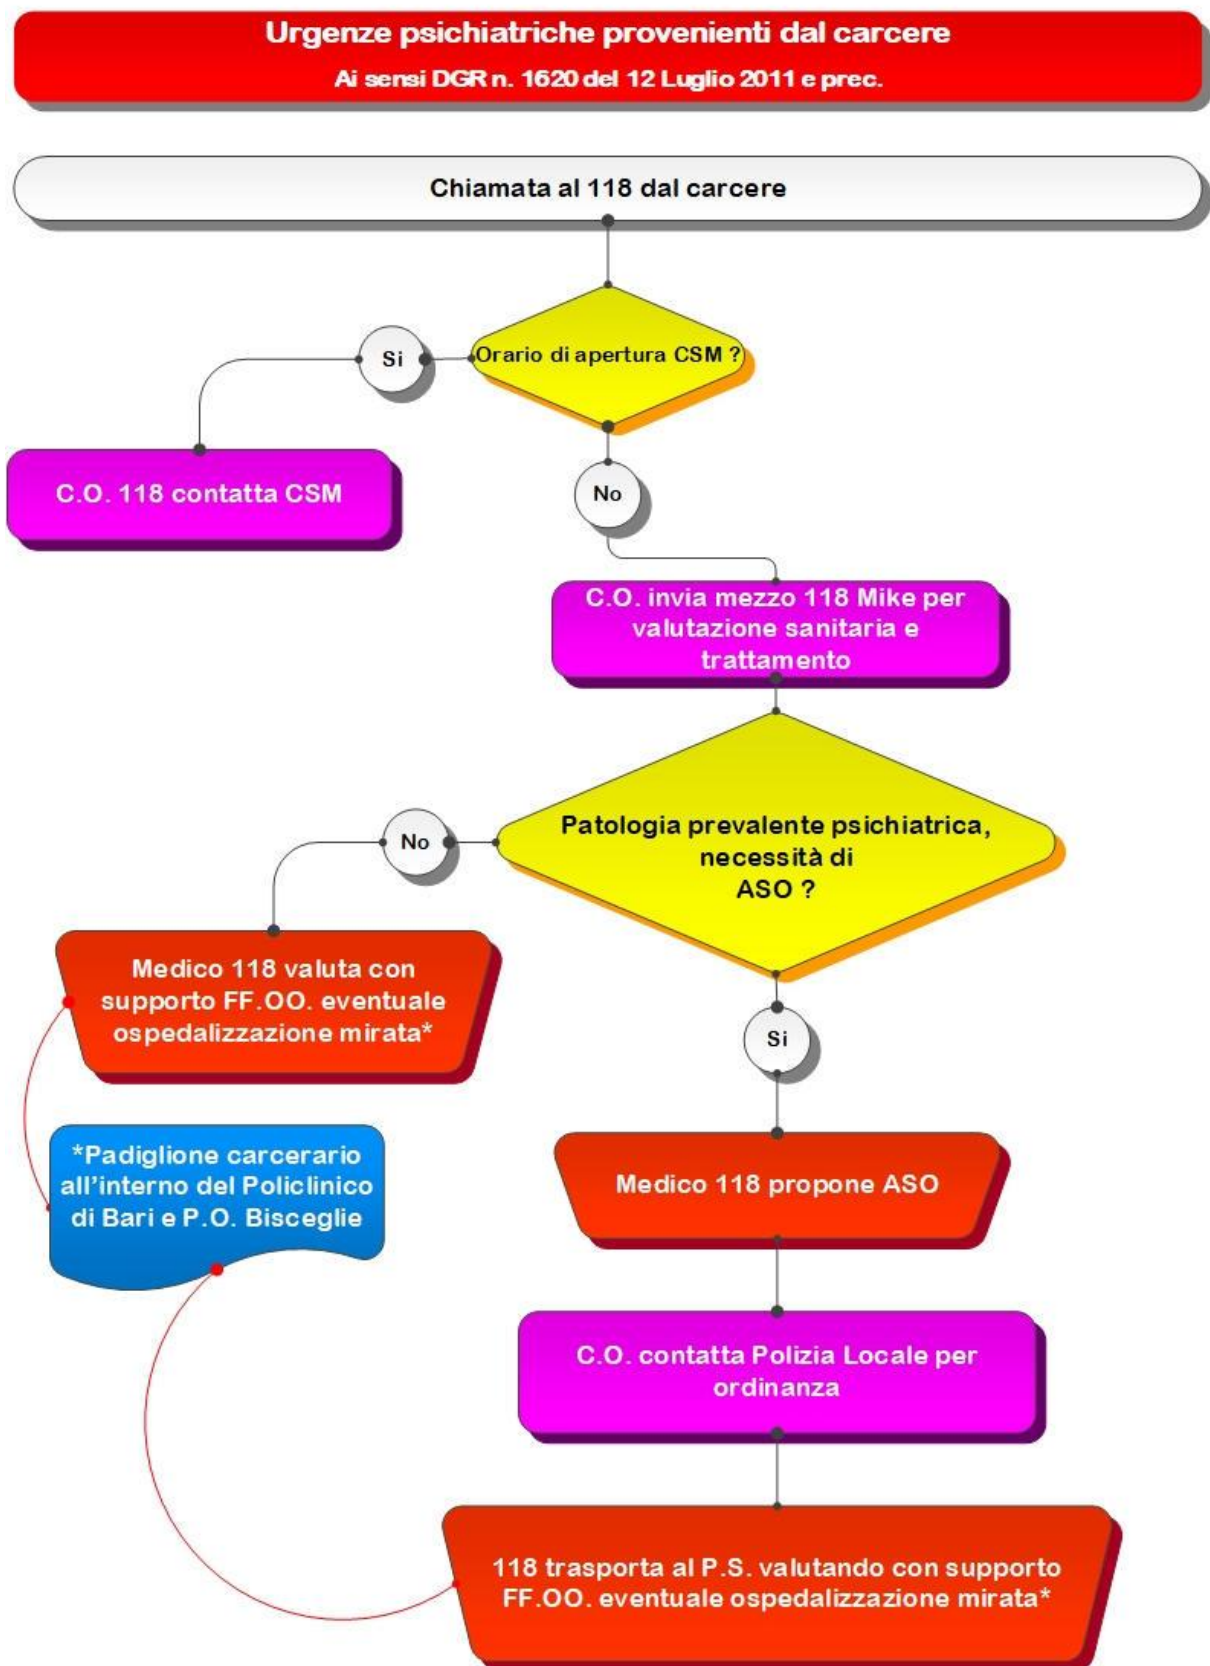 Urgenze psichiatriche provenienti dal carcere
Ai sensi DGR n. 1620 del 12 Luglio 2011 e prec.
Chiamata al 118 dal carcere
Orario di apertura CSM ?
Si
C.O. 118 contatta CSM
No
C.O. invia mezzo 118 Mike per
valutazione sanitaria e
trattamento
Patologia prevalente psichiatrica,
necessità di
ASO ?
No
Medico 118 valuta con
supporto FF.OO. eventuale
ospedalizzazione mirata*
Si
*Padiglione carcerario
all’interno del Policlinico
di Bari e P.O. Bisceglie
Medico 118 propone ASO
C.O. contatta Polizia Locale per
ordinanza
118 trasporta al P.S. valutando con supporto
FF.OO. eventuale ospedalizzazione mirata*